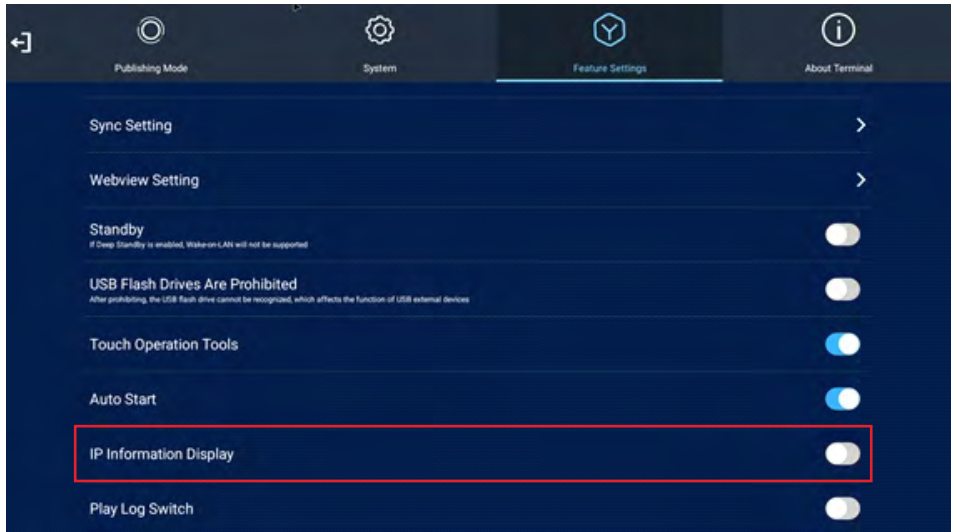 Publishing Mode
System
Feature Settings
About Terminal
Sync Setting
Webview Setting
Standby
If Deep Standby is enabled, Wake-on-LAN will not be supported
USB Flash Drives Are Prohibited
After prohibiting, the USB flash drive cannot be recognized, which affects the function of USB external devices
Touch Operation Tools
Auto Start
IP Information Display
Play Log Switch